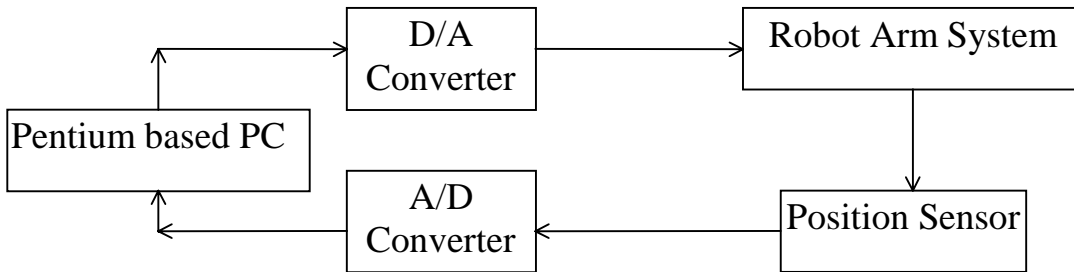 D/A
Converter
Robot Arm System
Pentium based PC
A/D
Converter
Position Sensor